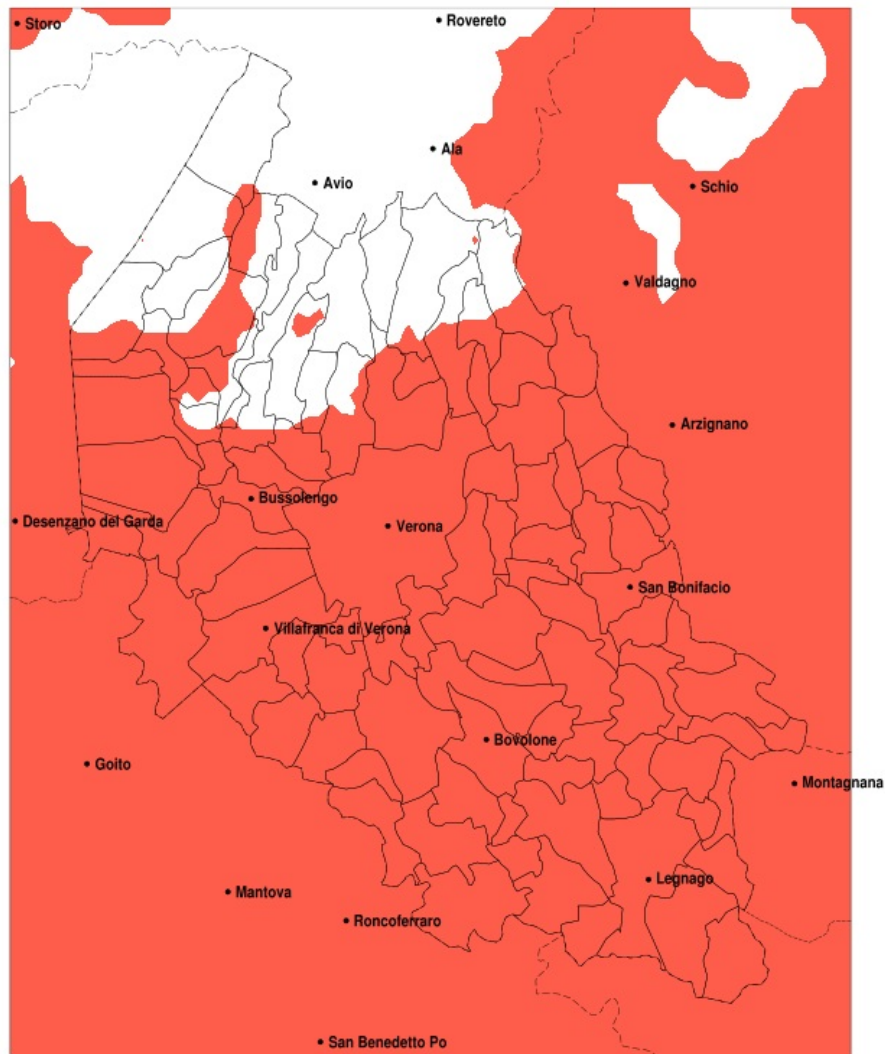 Storo
Rovereto
Ala
Avio
Schio
Valdagno
Arzignano
Bussolengo
Desenzano del Garda
Verona
San Bonifacio
Villafranca di Verona
Bovolone
Goito
Montagnana
Legnago
Mantova
Roncoferraro
San Benedetto Po